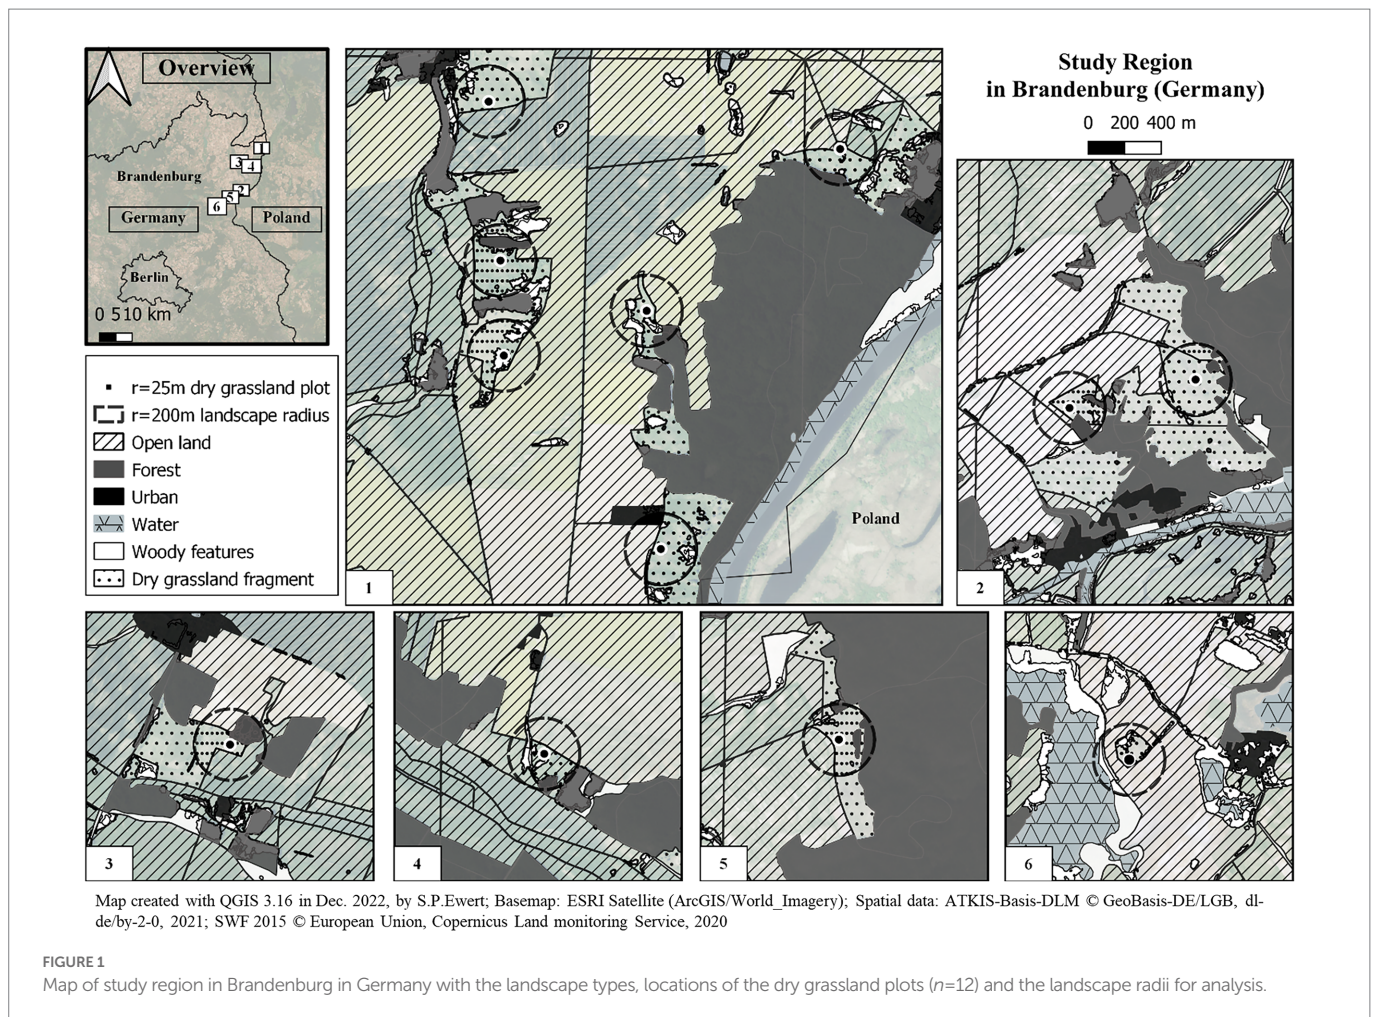 Overview
Brandenburg
Germany
Poland
Berlin
0 5 10 km
1
3
4
2
5
6
r=25m dry grassland plot
r=200m landscape radius
Open land
Forest
Urban
Water
Woody features
Dry grassland fragment
Poland
1
Study Region
in Brandenburg (Germany)
0 200 400 m
2
3
4
5
6
Map created with QGIS 3.16 in Dec. 2022, by S.P.Ewert; Basemap: ESRI Satellite (ArcGIS/World_Imagery); Spatial data: ATKIS-Basis-DLM © GeoBasis-DE/LGB, dl-
de/by-2-0, 2021; SWF 2015 © European Union, Copernicus Land monitoring Service, 2020
FIGURE 1
Map of study region in Brandenburg in Germany with the landscape types, locations of the dry grassland plots (n=12) and the landscape radii for analysis.